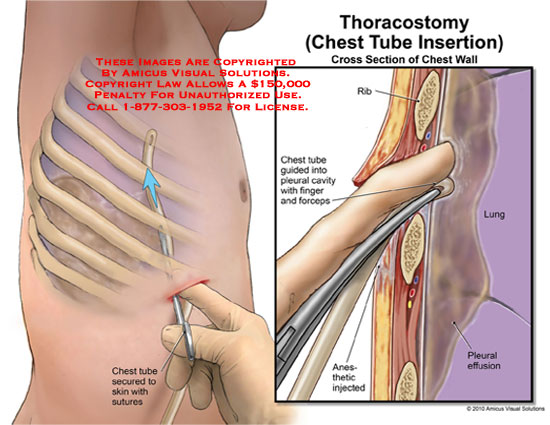 Thoracostomy
(Chest Tube Insertion)
Cross Section of Chest Wall
THESE IMAGES ARE COPYRIGHTED
BY AMICUS VISUAL SOLUTIONS.
COPYRIGHT LAW ALLOWS A $150,000
PENALTY FOR UNAUTHORIZED USE.
CALL 1-877-303-1952 FOR LICENSE.
Rib
Chest tube
guided into
pleural cavity
with finger
and forceps
Lung
Chest tube
secured to
skin with
sutures
Anes-
thetic
injected
Pleural
effusion
© 2010 Amicus Visual Solutions